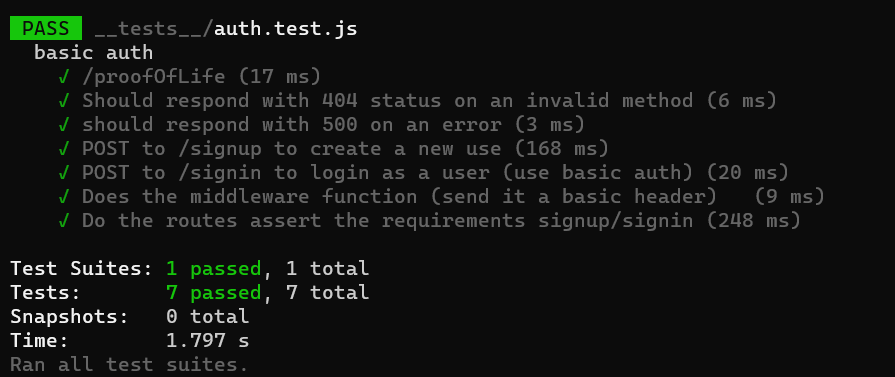 PASS __tests__/auth.test.js
basic auth
√ /proofOfLife (17 ms)
√ Should respond with 404 status on an invalid method (6 ms)
√ should respond with 500 on an error (3 ms)
√ POST to /signup to create a new use (168 ms)
√ POST to /signin to login as a user (use basic auth) (20 ms)
√ Does the middleware function (send it a basic header)   (9 ms)
√ Do the routes assert the requirements signup/signin (248 ms)
Test Suites: 1 passed, 1 total
Tests:       7 passed, 7 total
Snapshots:   0 total
Time:        1.797 s
Ran all test suites.